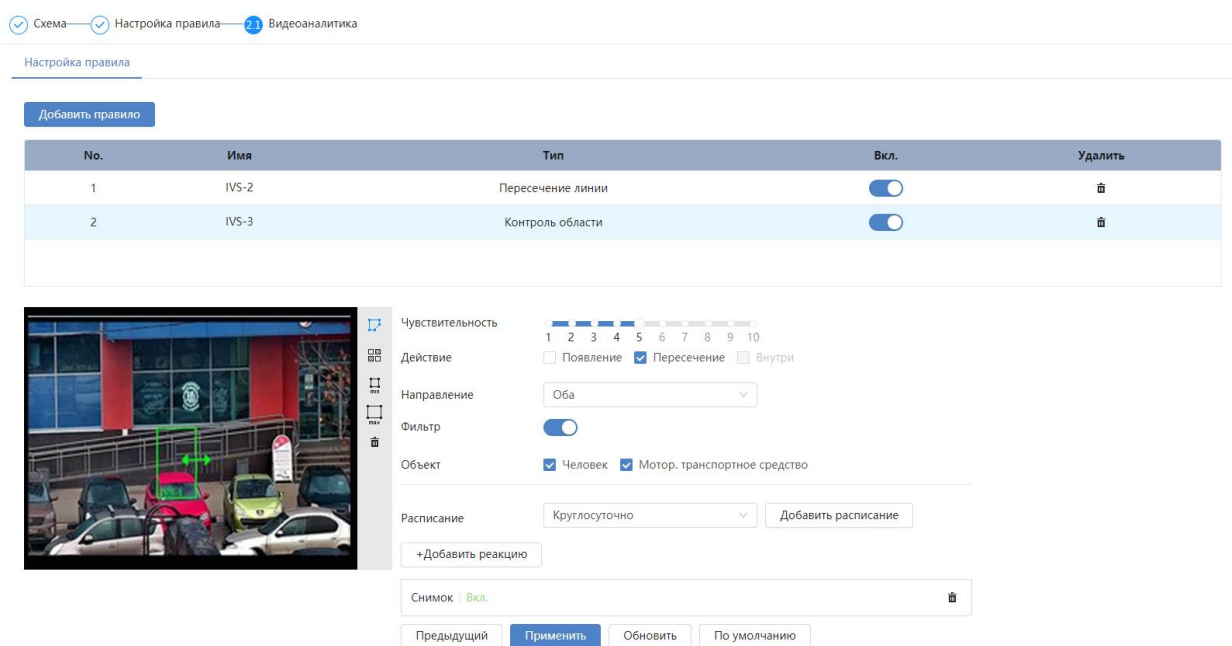 Схема Настройка правила 2.1 Видеоаналитика
Настройка правила
Добавить правило
No. Имя Тип Вкл. Удалить
1 IVS-2 Пересечение линии
2 IVS-3 Контроль области
Чувствительность
1 2 3 4 5 6 7 8 9 10
Действие Появление Пересечение Внутри
min
Направление Оба
max
Фильтр
Объект Человек Мотор. транспортное средство
Расписание Круглосуточно Добавить расписание
+Добавить реакцию
Снимок Вкл.
Предыдущий Применить Обновить По умолчанию